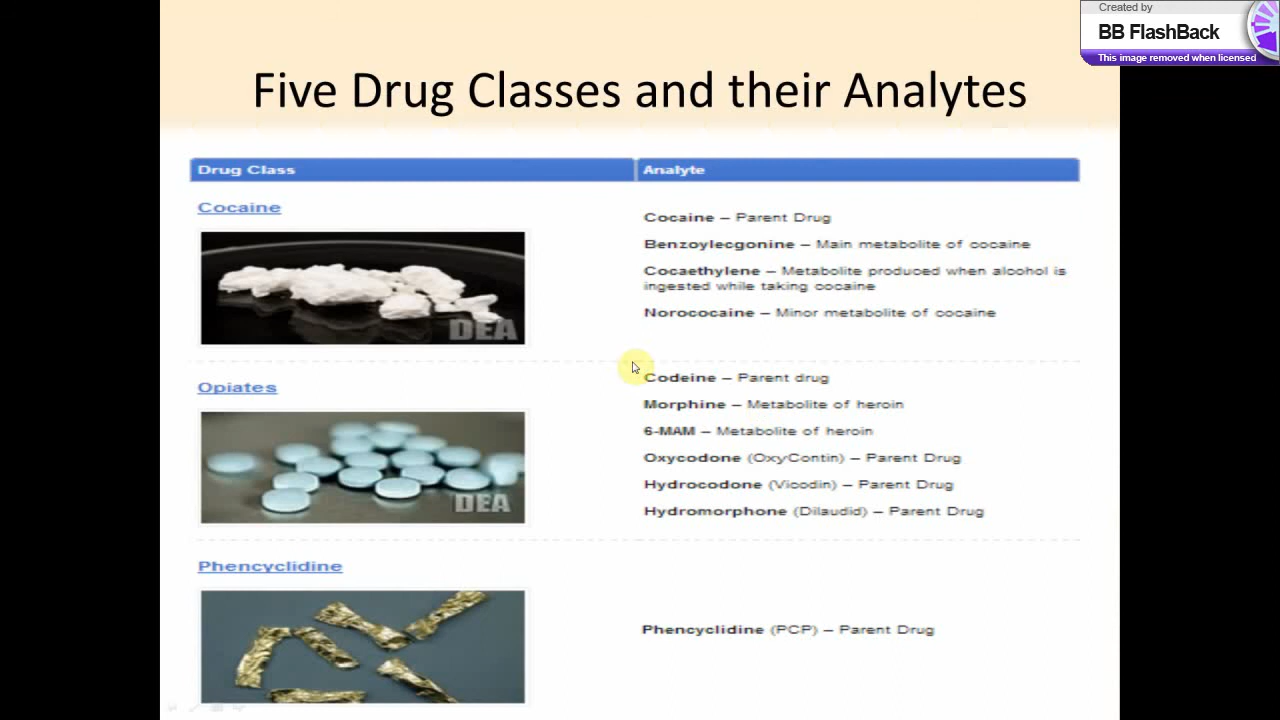 Created by
BB FlashBack
This image removed when licensed
Five Drug Classes and their Analytes
Drug Class
Analyte
Cocaine
DEA
Cocaine – Parent Drug
Benzoylecgonine – Main metabolite of cocaine
Cocaethylene – Metabolite produced when alcohol is
ingested while taking cocaine
Norococaine – Minor metabolite of cocaine
Opiates
DEA
Codeine – Parent drug
Morphine – Metabolite of heroin
6-MAM – Metabolite of heroin
Oxycodone (OxyContin) – Parent Drug
Hydrocodone (Vicodin) – Parent Drug
Hydromorphone (Dilaudid) – Parent Drug
Phencyclidine
Phencyclidine (PCP) – Parent Drug